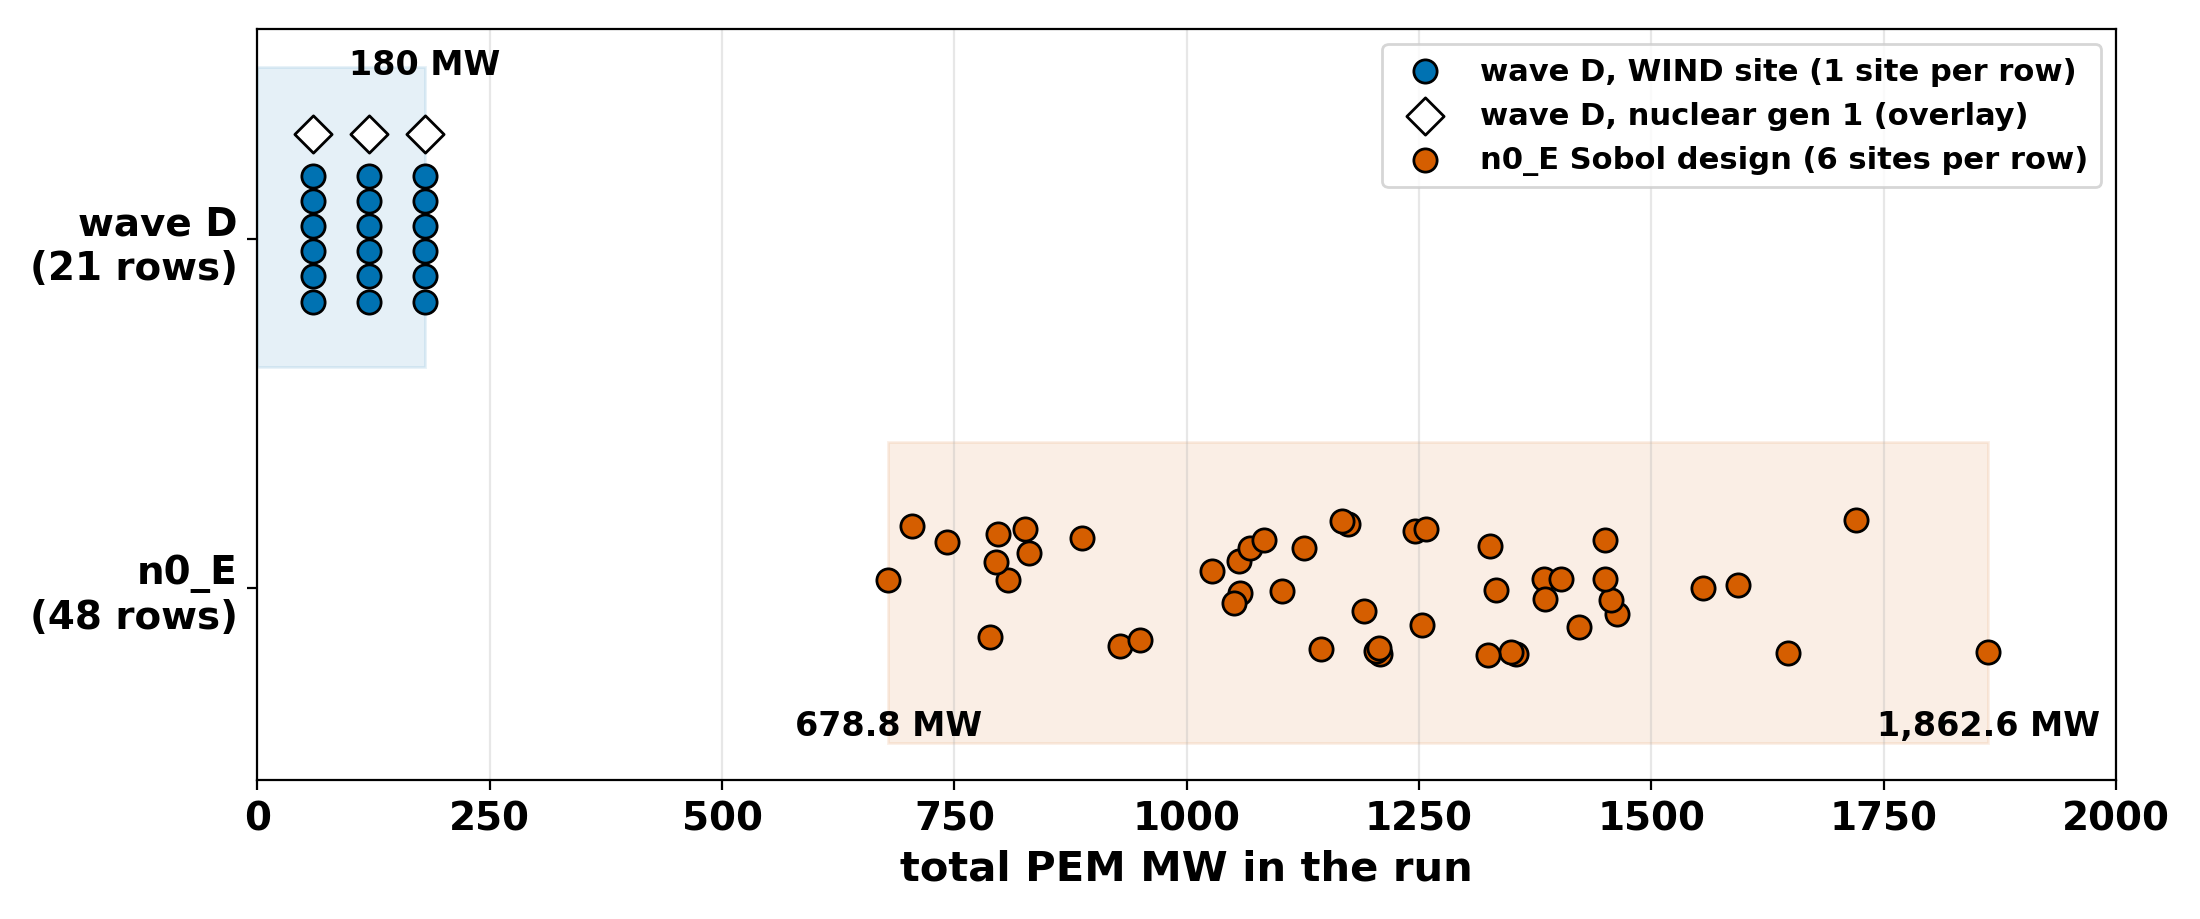 180 MW
wave D, WIND site (1 site per row)
wave D, nuclear gen 1 (overlay)
n0_E Sobol design (6 sites per row)
wave D
(21 rows)
n0_E
(48 rows)
678.8 MW
1,862.6 MW
0 250 500 750 1000 1250 1500 1750 2000
total PEM MW in the run